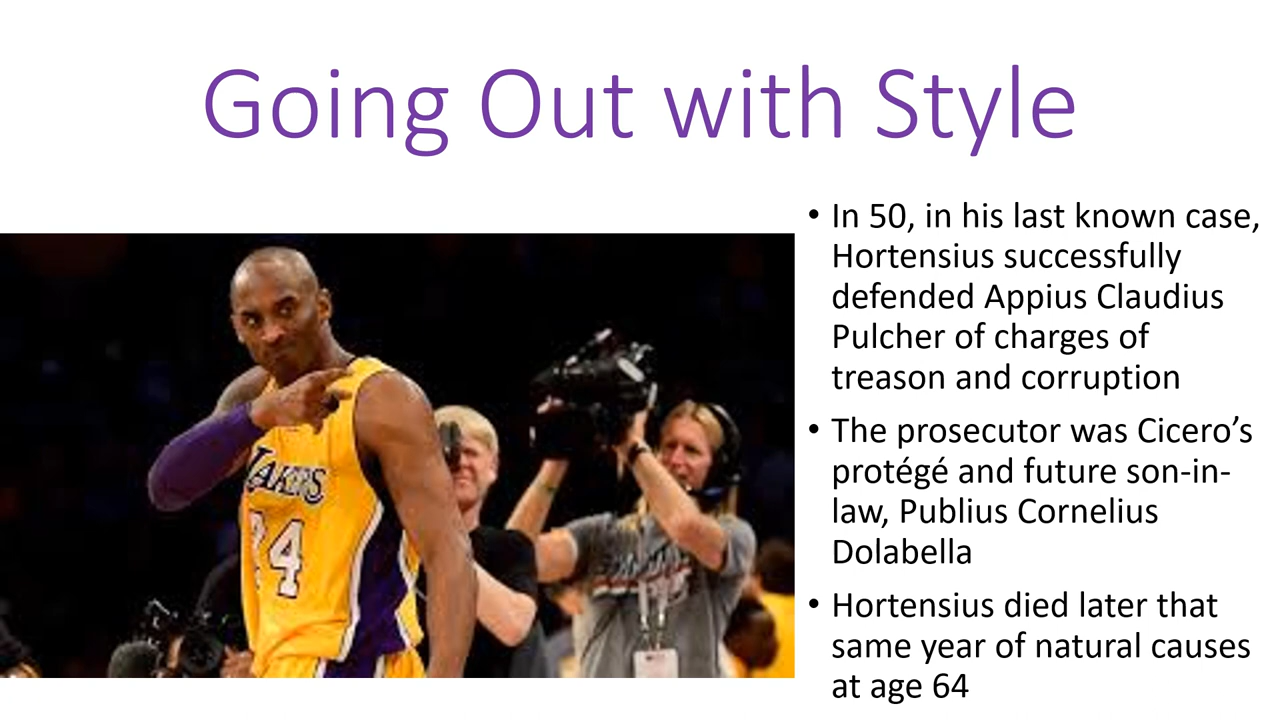 Going Out with Style
• In 50, in his last known case,
Hortensius successfully
defended Appius Claudius
Pulcher of charges of
treason and corruption
• The prosecutor was Cicero’s
protégé and future son-in-
law, Publius Cornelius
Dolabella
• Hortensius died later that
same year of natural causes
at age 64
LAKERS
24